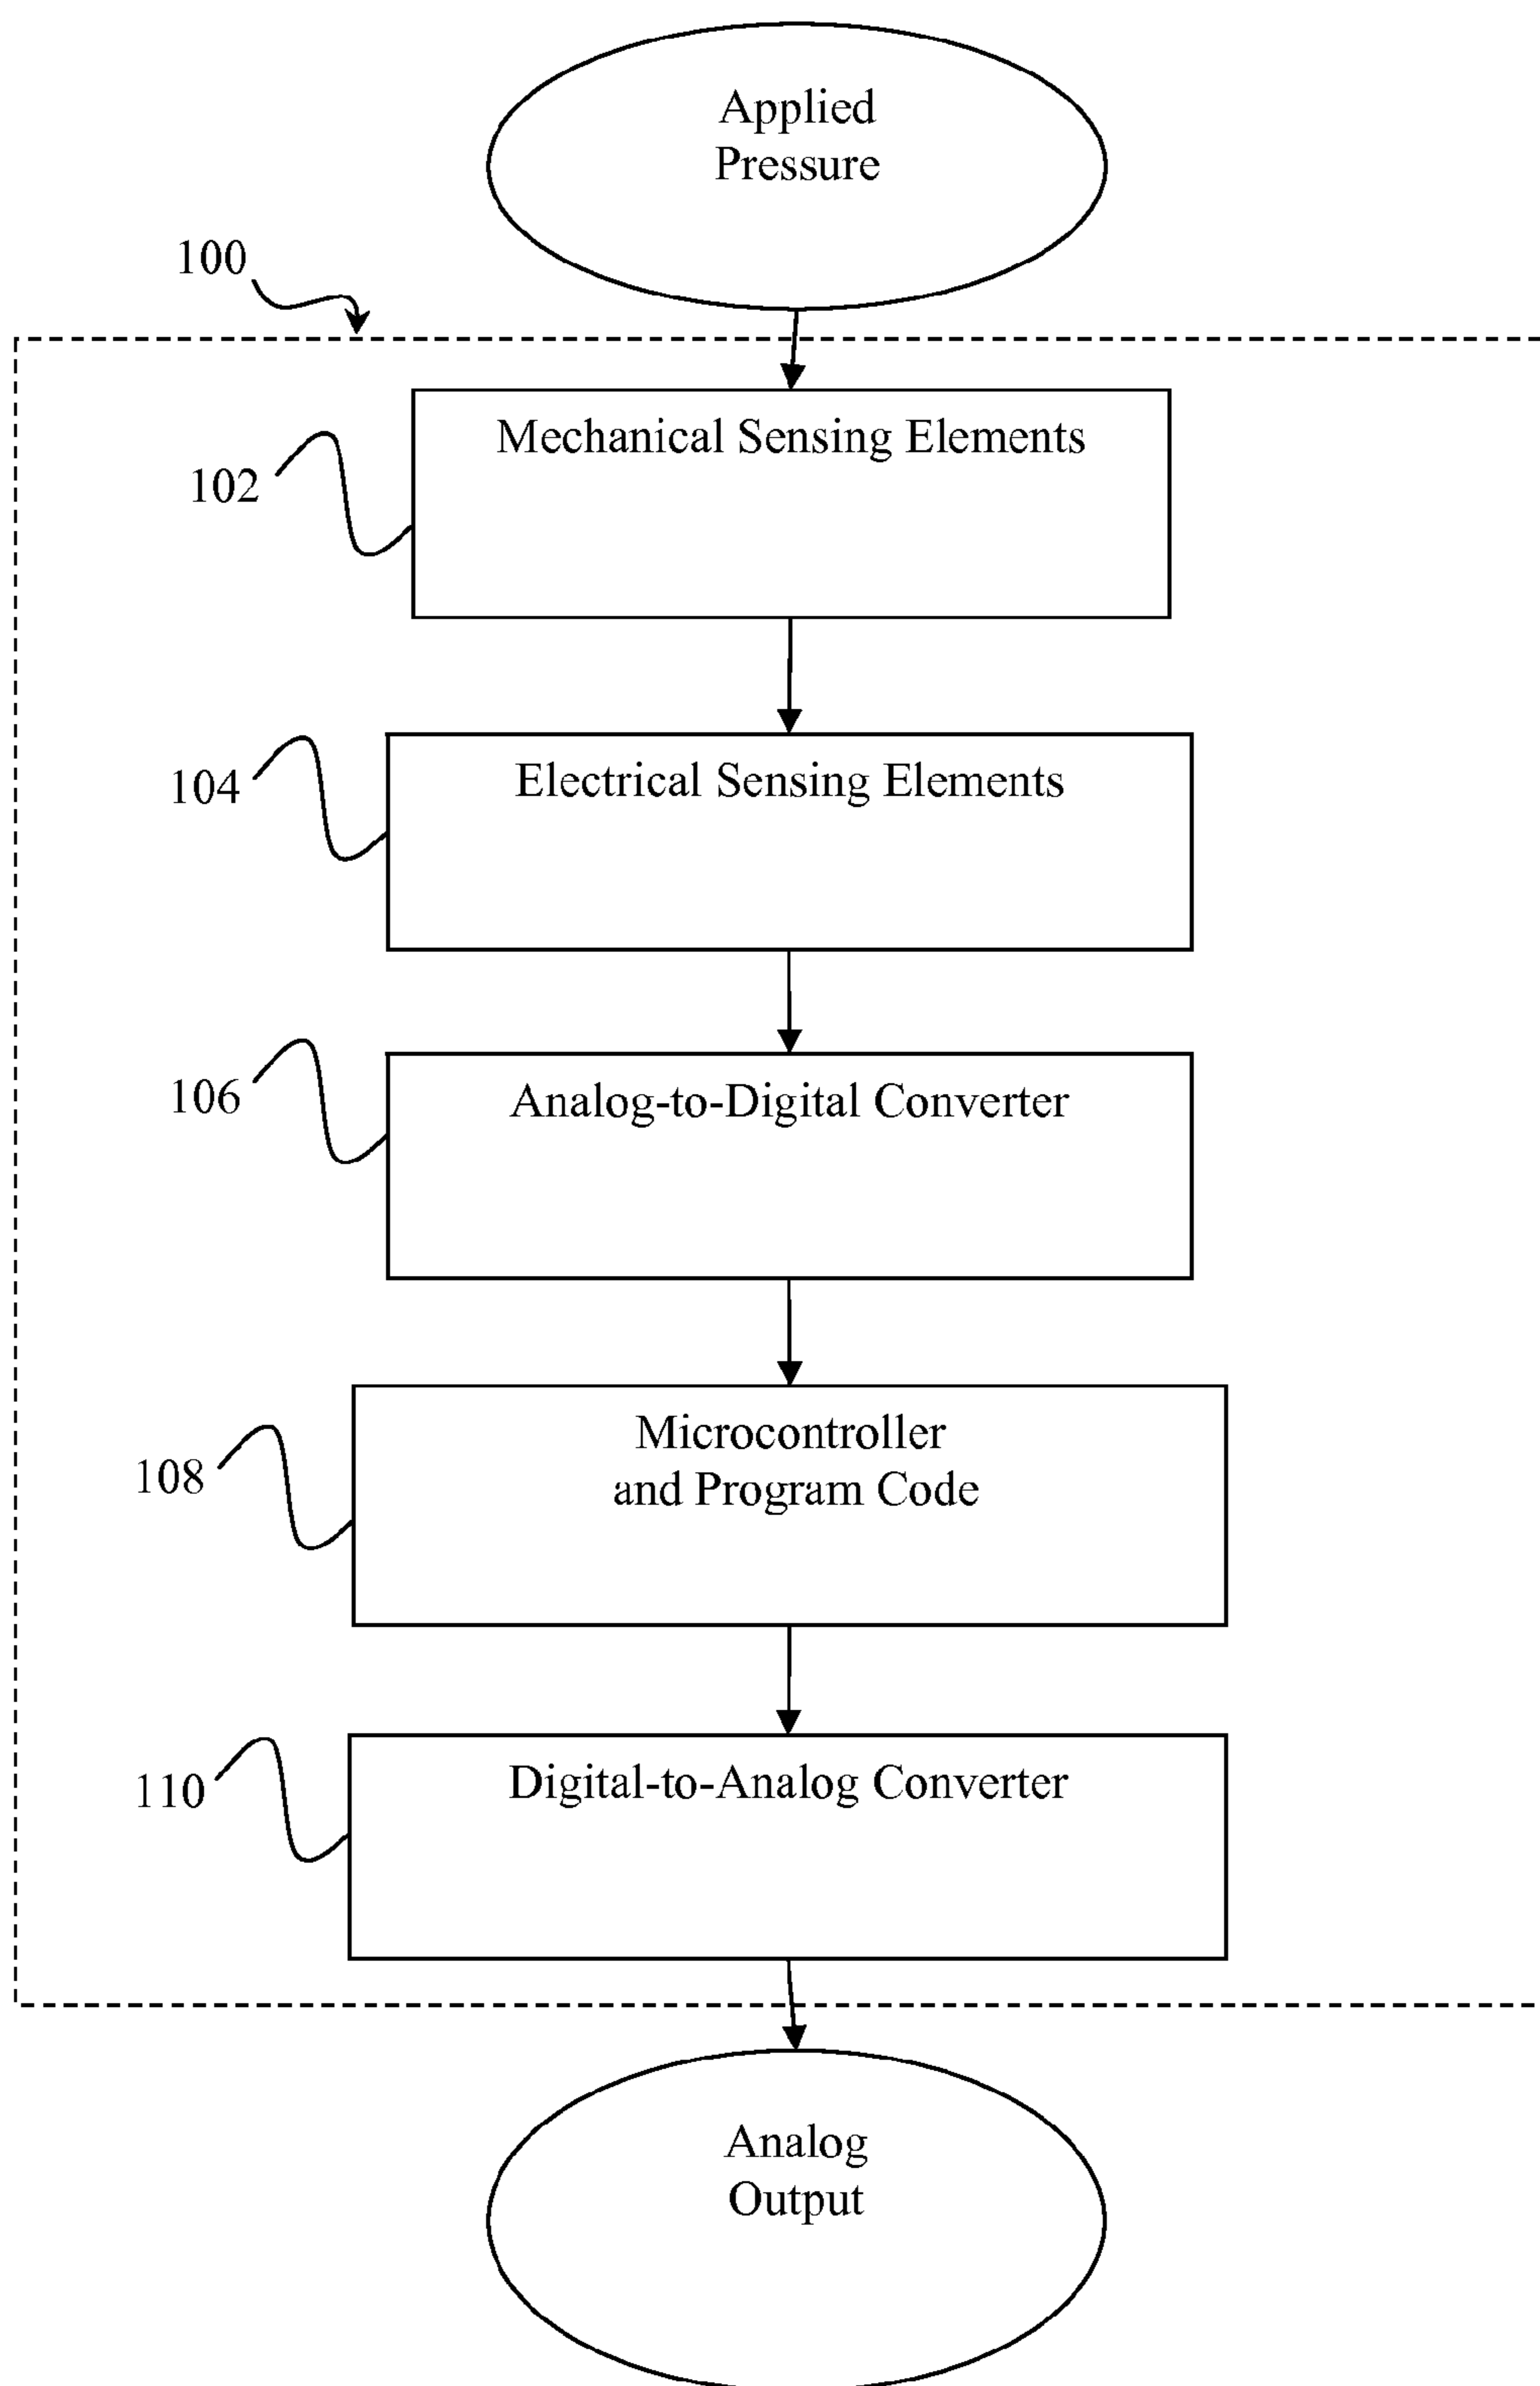 Applied
Pressure
100
Mechanical Sensing Elements
102
Electrical Sensing Elements
104
Analog-to-Digital Converter
106
Microcontroller
and Program Code
108
Digital-to-Analog Converter
110
Analog
Output